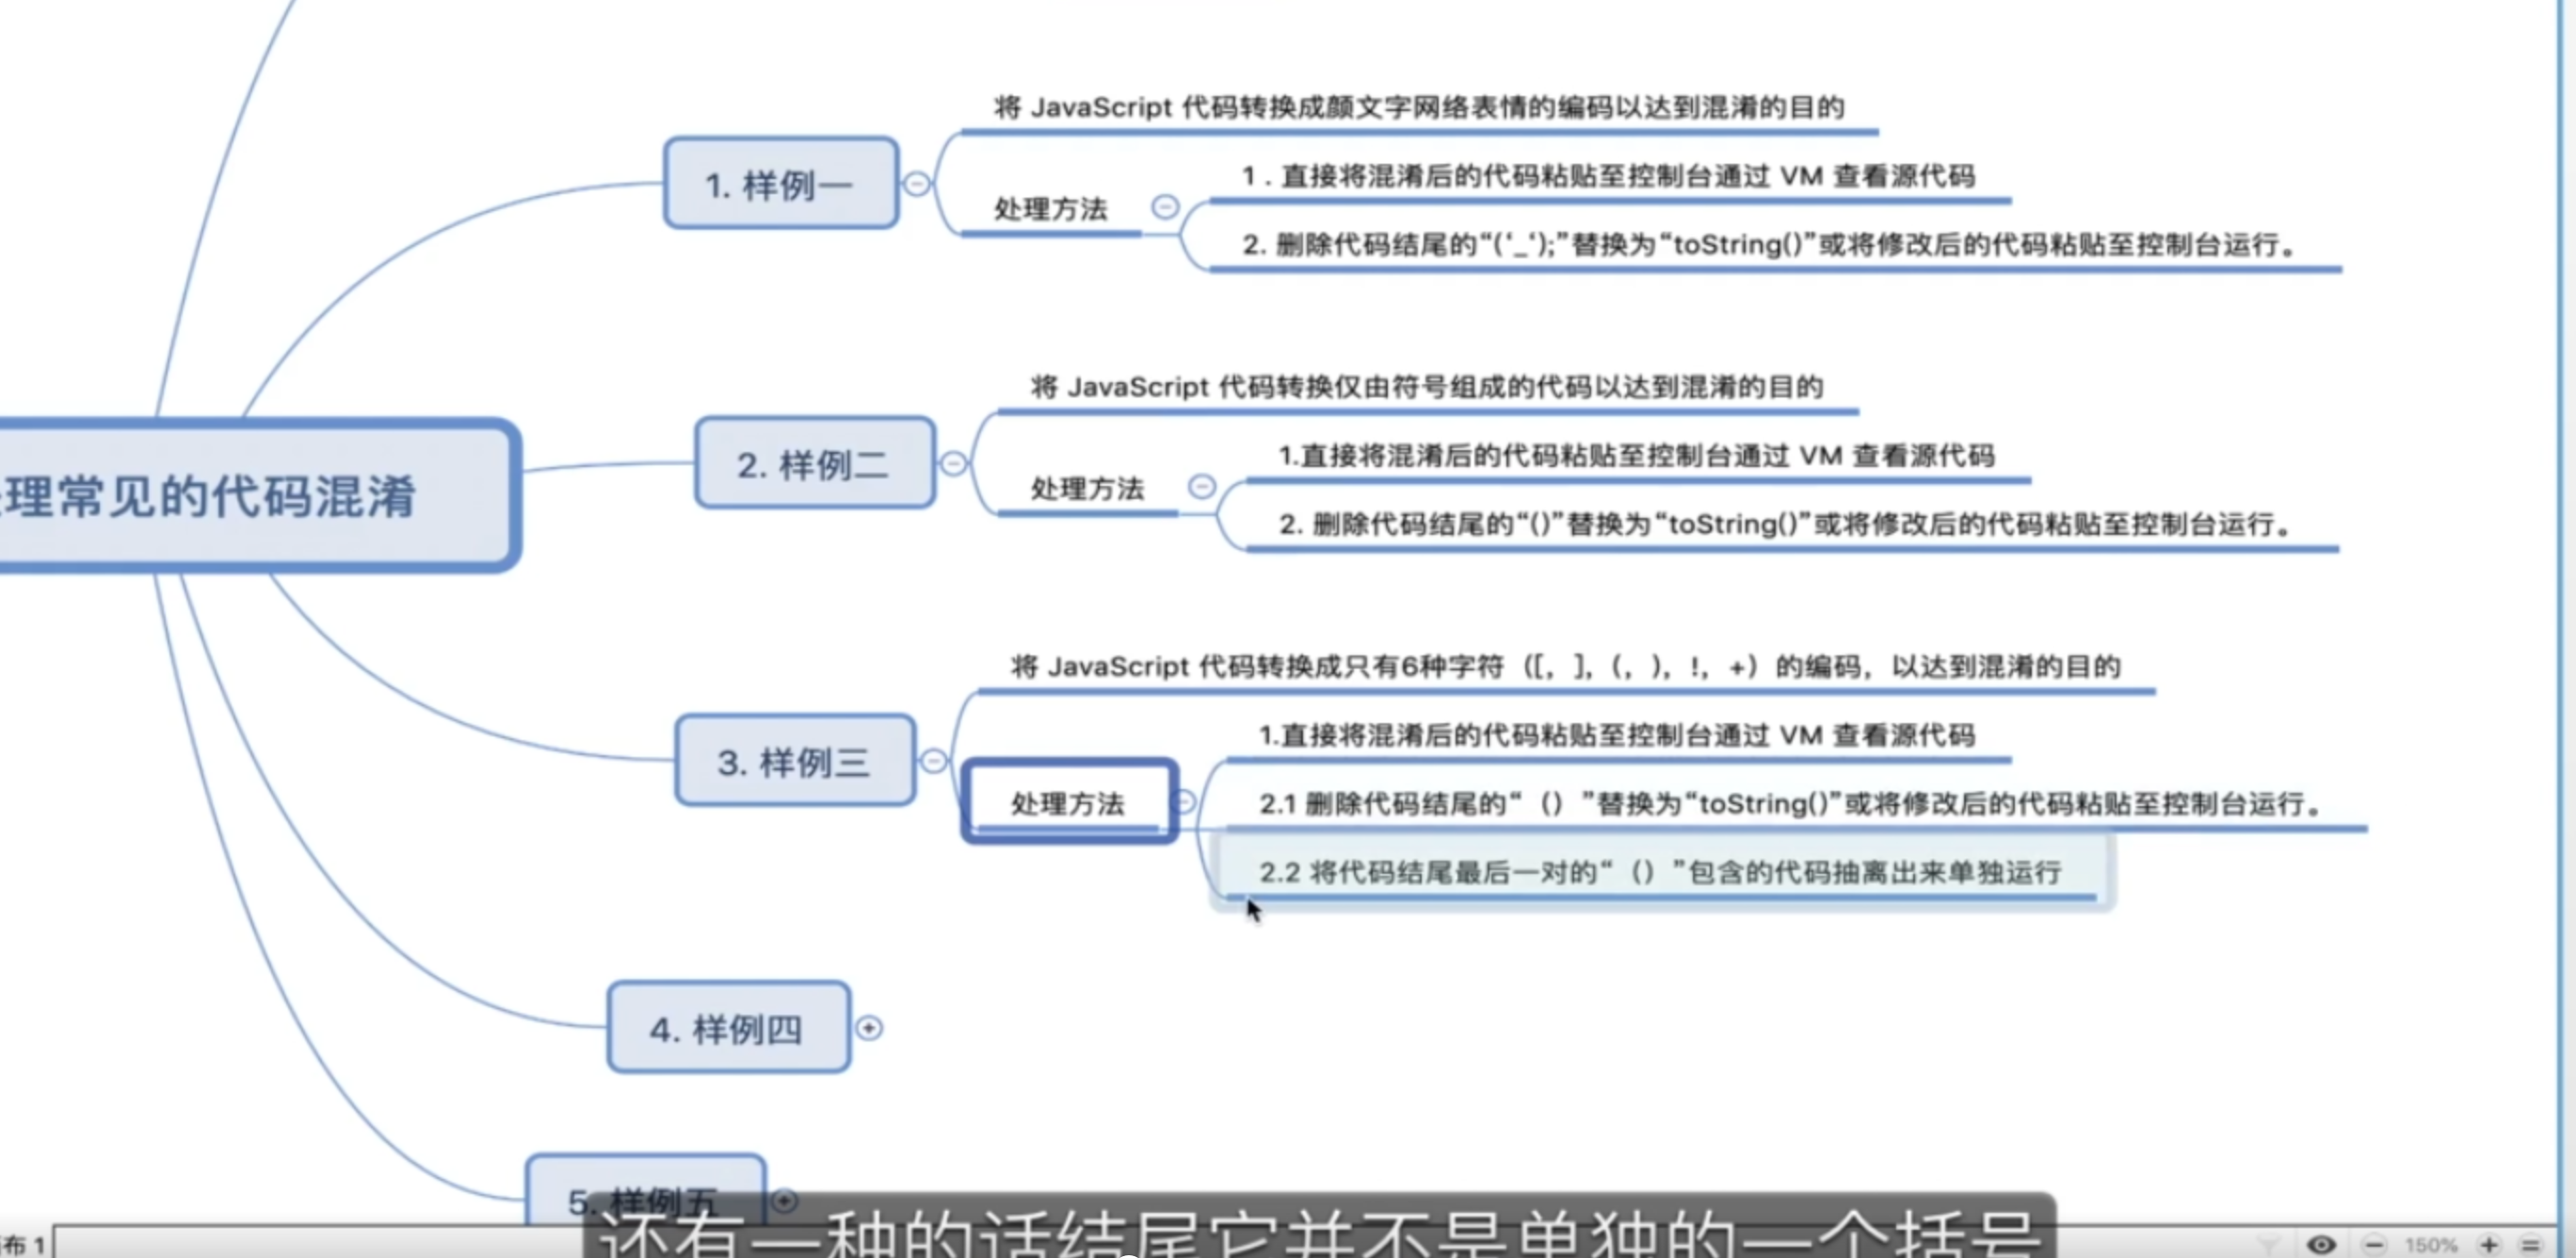 将 JavaScript 代码转换成颜文字网络表情的编码以达到混淆的目的
1. 样例一
处理方法
1 . 直接将混淆后的代码粘贴至控制台通过 VM 查看源代码
2. 删除代码结尾的“(‘_‘);”替换为“toString()”或将修改后的代码粘贴至控制台运行。
理常见的代码混淆
将 JavaScript 代码转换仅由符号组成的代码以达到混淆的目的
2. 样例二
处理方法
1.直接将混淆后的代码粘贴至控制台通过 VM 查看源代码
2. 删除代码结尾的“()”替换为“toString()”或将修改后的代码粘贴至控制台运行。
将 JavaScript 代码转换成只有6种字符（[，]，(，)，!，+）的编码，以达到混淆的目的
3. 样例三
处理方法
1.直接将混淆后的代码粘贴至控制台通过 VM 查看源代码
2.1 删除代码结尾的“（）”替换为“toString()”或将修改后的代码粘贴至控制台运行。
2.2 将代码结尾最后一对的“（）”包含的代码抽离出来单独运行
4. 样例四
5. 样例五
还有一种的话结尾它并不是单独的一个括号
布 1
150%